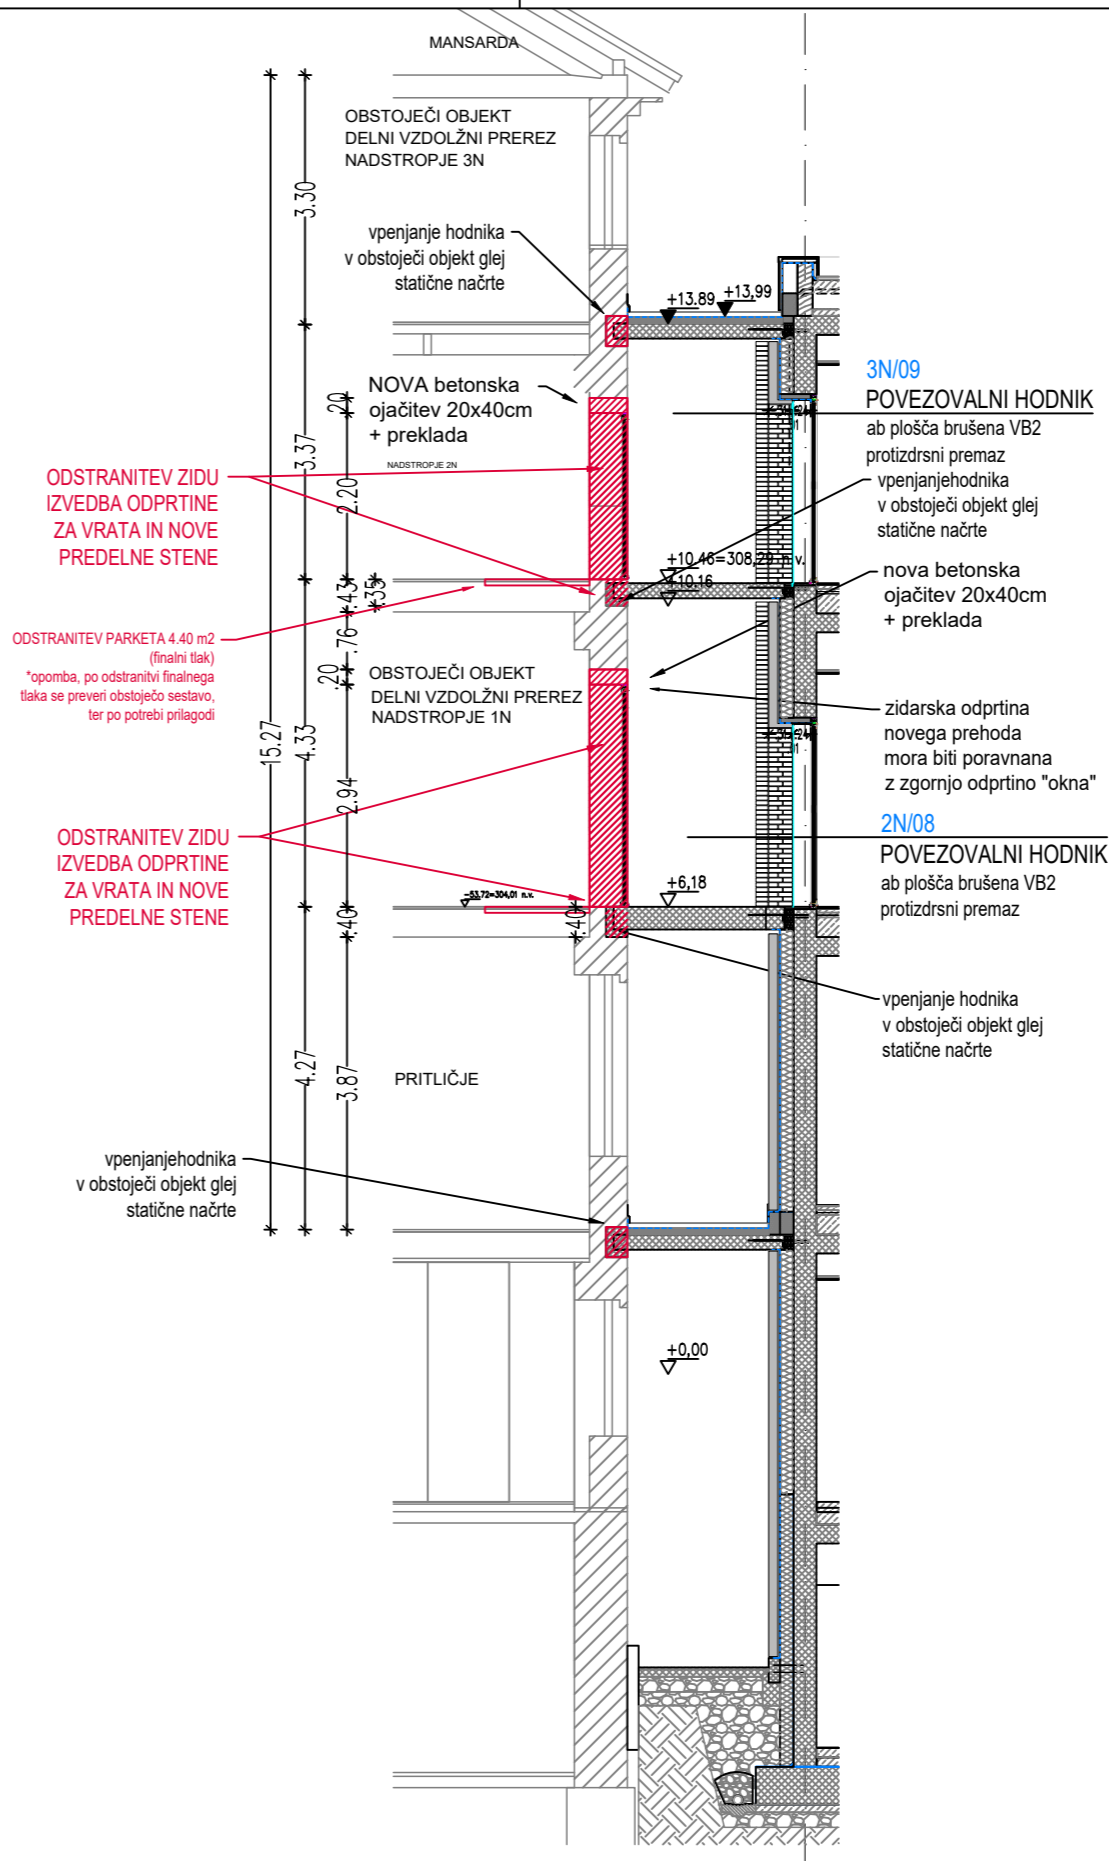 MANSARDA
OBSTOJEČI OBJEKT
DELNI VZDOLŽNI PREREZ
NADSTROPJE 3N
3.30
vpenjanje hodnika
v obstoječi objekt glej
statične načrte
+13.89
+13,99
3N/09
POVEZOVALNI HODNIK
ab plošča brušena VB2
protizdrsni premaz
NOVA betonska
ojačitev 20x40cm
+ preklada
.20
3.37
NADSTROPJE 2N
2.20
ODSTRANITEV ZIDU
IZVEDBA ODPRTINE
ZA VRATA IN NOVE
PREDELNE STENE
vpenjanjehodnika
v obstoječi objekt glej
statične načrte
+10.46=308,29 n.v.
+10.16
.43
.35
nova betonska
ojačitev 20x40cm
+ preklada
ODSTRANITEV PARKETA 4.40 m2
(finalni tlak)
*opomba, po odstranitvi finalnega
tlaka se preveri obstoječo sestavo,
ter po potrebi prilagodi
.76
.20
OBSTOJEČI OBJEKT
DELNI VZDOLŽNI PREREZ
NADSTROPJE 1N
15.27
4.33
2.94
zidarska odprtina
novega prehoda
mora biti poravnana
z zgornjo odprtino "okna"
2N/08
POVEZOVALNI HODNIK
ab plošča brušena VB2
protizdrsni premaz
ODSTRANITEV ZIDU
IZVEDBA ODPRTINE
ZA VRATA IN NOVE
PREDELNE STENE
-53.72=304,01 n.v.
+6,18
.40
.40
vpenjanje hodnika
v obstoječi objekt glej
statične načrte
4.27
3.87
PRITLIČJE
vpenjanjehodnika
v obstoječi objekt glej
statične načrte
+0,00